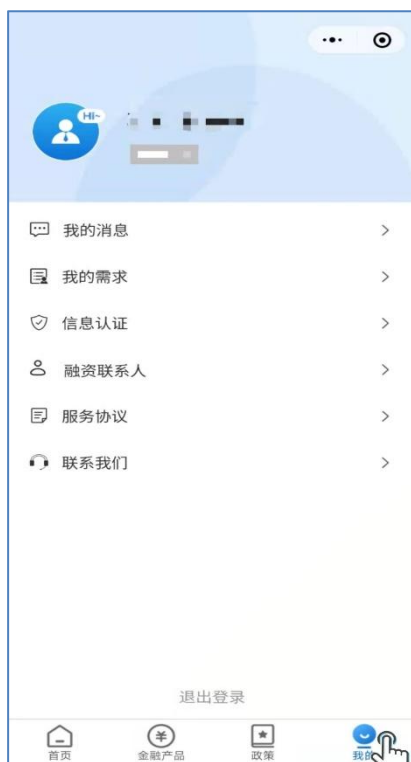 Hi~
我的消息
我的需求
信息认证
融资联系人
服务协议
联系我们
退出登录
首页 金融产品 政策 我的